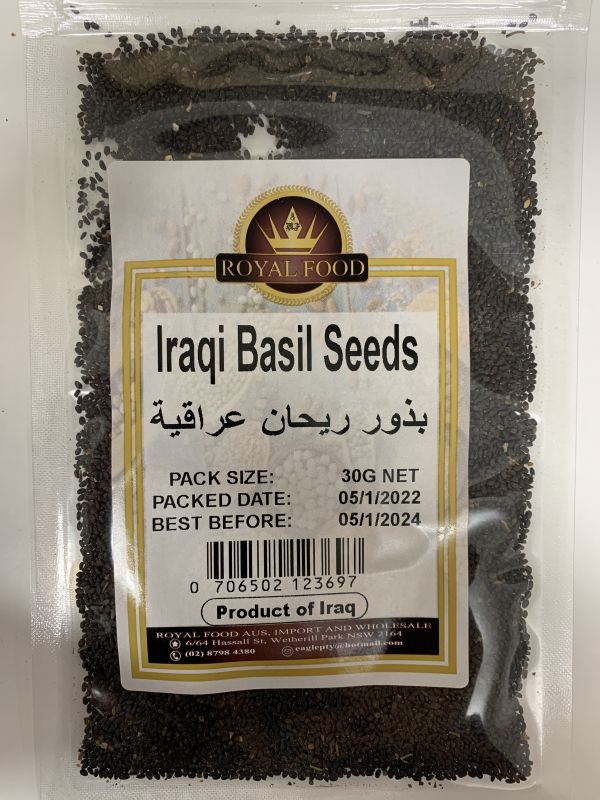 ROYAL FOOD
Iraqi Basil Seeds
بذور ريحان عراقية
PACK SIZE: 30G NET
PACKED DATE: 05/1/2022
BEST BEFORE: 05/1/2024
0 706502 123697
Product of Iraq
ROYAL FOOD AUS, IMPORT AND WHOLESALE
6/64 Hassall St, Wetherill Park NSW 2164
(02) 8798 4380 eaglepty@hotmail.com